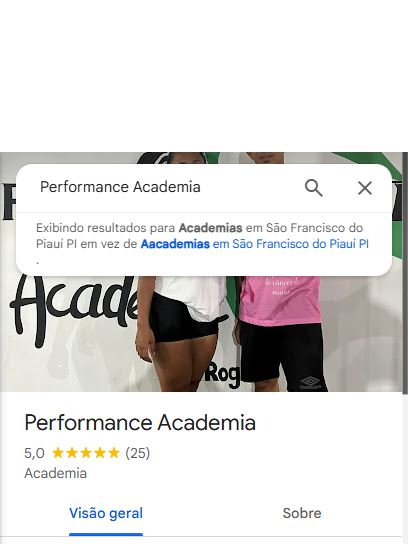 Performance Academia
Exibindo resultados para Academias em São Francisco do
Piauí PI em vez de Aacademias em São Francisco do Piauí PI
.
Acade
Rog
Performance Academia
5,0 ★★★★★ (25)
Academia
Visão geral
Sobre